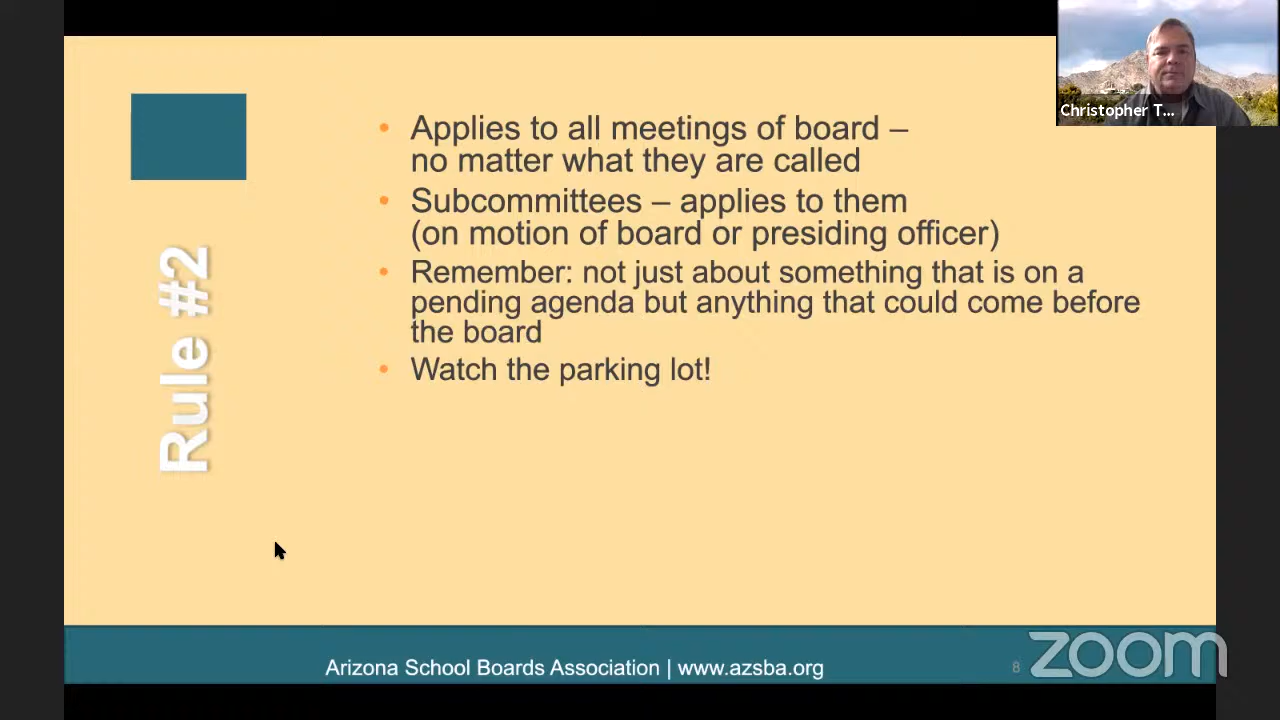 Christopher T...
Rule #2
• Applies to all meetings of board –
no matter what they are called
• Subcommittees – applies to them
(on motion of board or presiding officer)
• Remember: not just about something that is on a
pending agenda but anything that could come before
the board
• Watch the parking lot!
Arizona School Boards Association | www.azsba.org
8
zoom